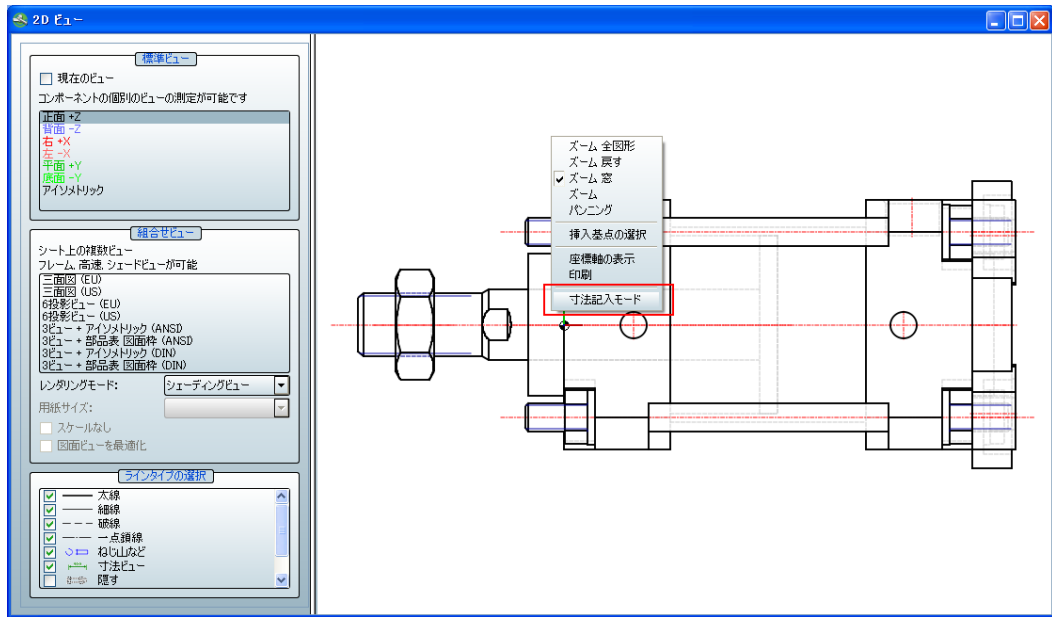 2D ビュー
標準ビュー
現在のビュー
コンポーネントの個別のビューの測定が可能です
正面 +Z
背面 -Z
右 +X
左 -X
平面 +Y
底面 -Y
アイソメトリック
組合せビュー
シート上の複数ビュー
フレーム, 高速, シェードビューが可能
三面図 (EU)
三面図 (US)
6投影ビュー (EU)
6投影ビュー (US)
3ビュー + アイソメトリック (ANSI)
3ビュー + 部品表 図面枠 (ANSI)
3ビュー + アイソメトリック (DIN)
3ビュー + 部品表 図面枠 (DIN)
レンダリングモード: シェーディングビュー
用紙サイズ:
スケールなし
図面ビューを最適化
ラインタイプの選択
太線
細線
破線
一点鎖線
ねじ山など
寸法ビュー
隠す
ズーム 全図形
ズーム 戻す
ズーム 窓
ズーム
パンニング
挿入基点の選択
座標軸の表示
印刷
寸法記入モード